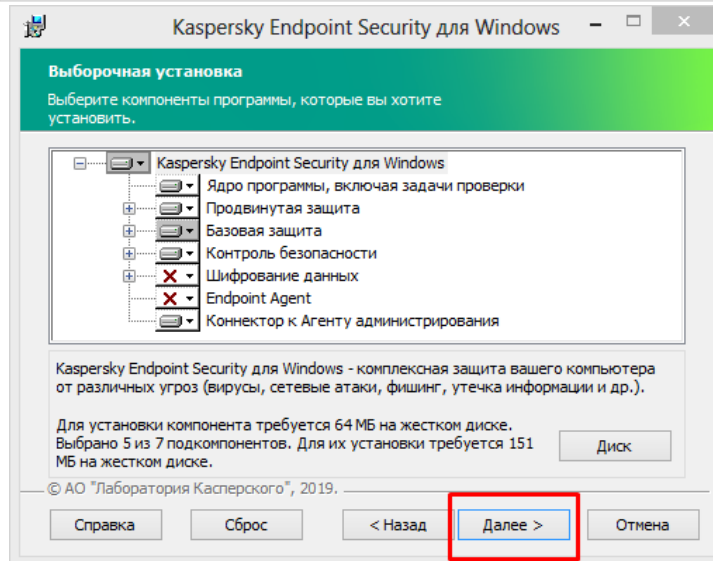 Kaspersky Endpoint Security для Windows
Выборочная установка
Выберите компоненты программы, которые вы хотите
установить.
Kaspersky Endpoint Security для Windows
Ядро программы, включая задачи проверки
Продвинутая защита
Базовая защита
Контроль безопасности
Шифрование данных
Endpoint Agent
Коннектор к Агенту администрирования
Kaspersky Endpoint Security для Windows - комплексная защита вашего компьютера
от различных угроз (вирусы, сетевые атаки, фишинг, утечка информации и др.).
Для установки компонента требуется 64 МБ на жестком диске.
Выбрано 5 из 7 подкомпонентов. Для их установки требуется 151
МБ на жестком диске.
Диск
© АО "Лаборатория Касперского", 2019.
Справка
Сброс
< Назад
Далее >
Отмена